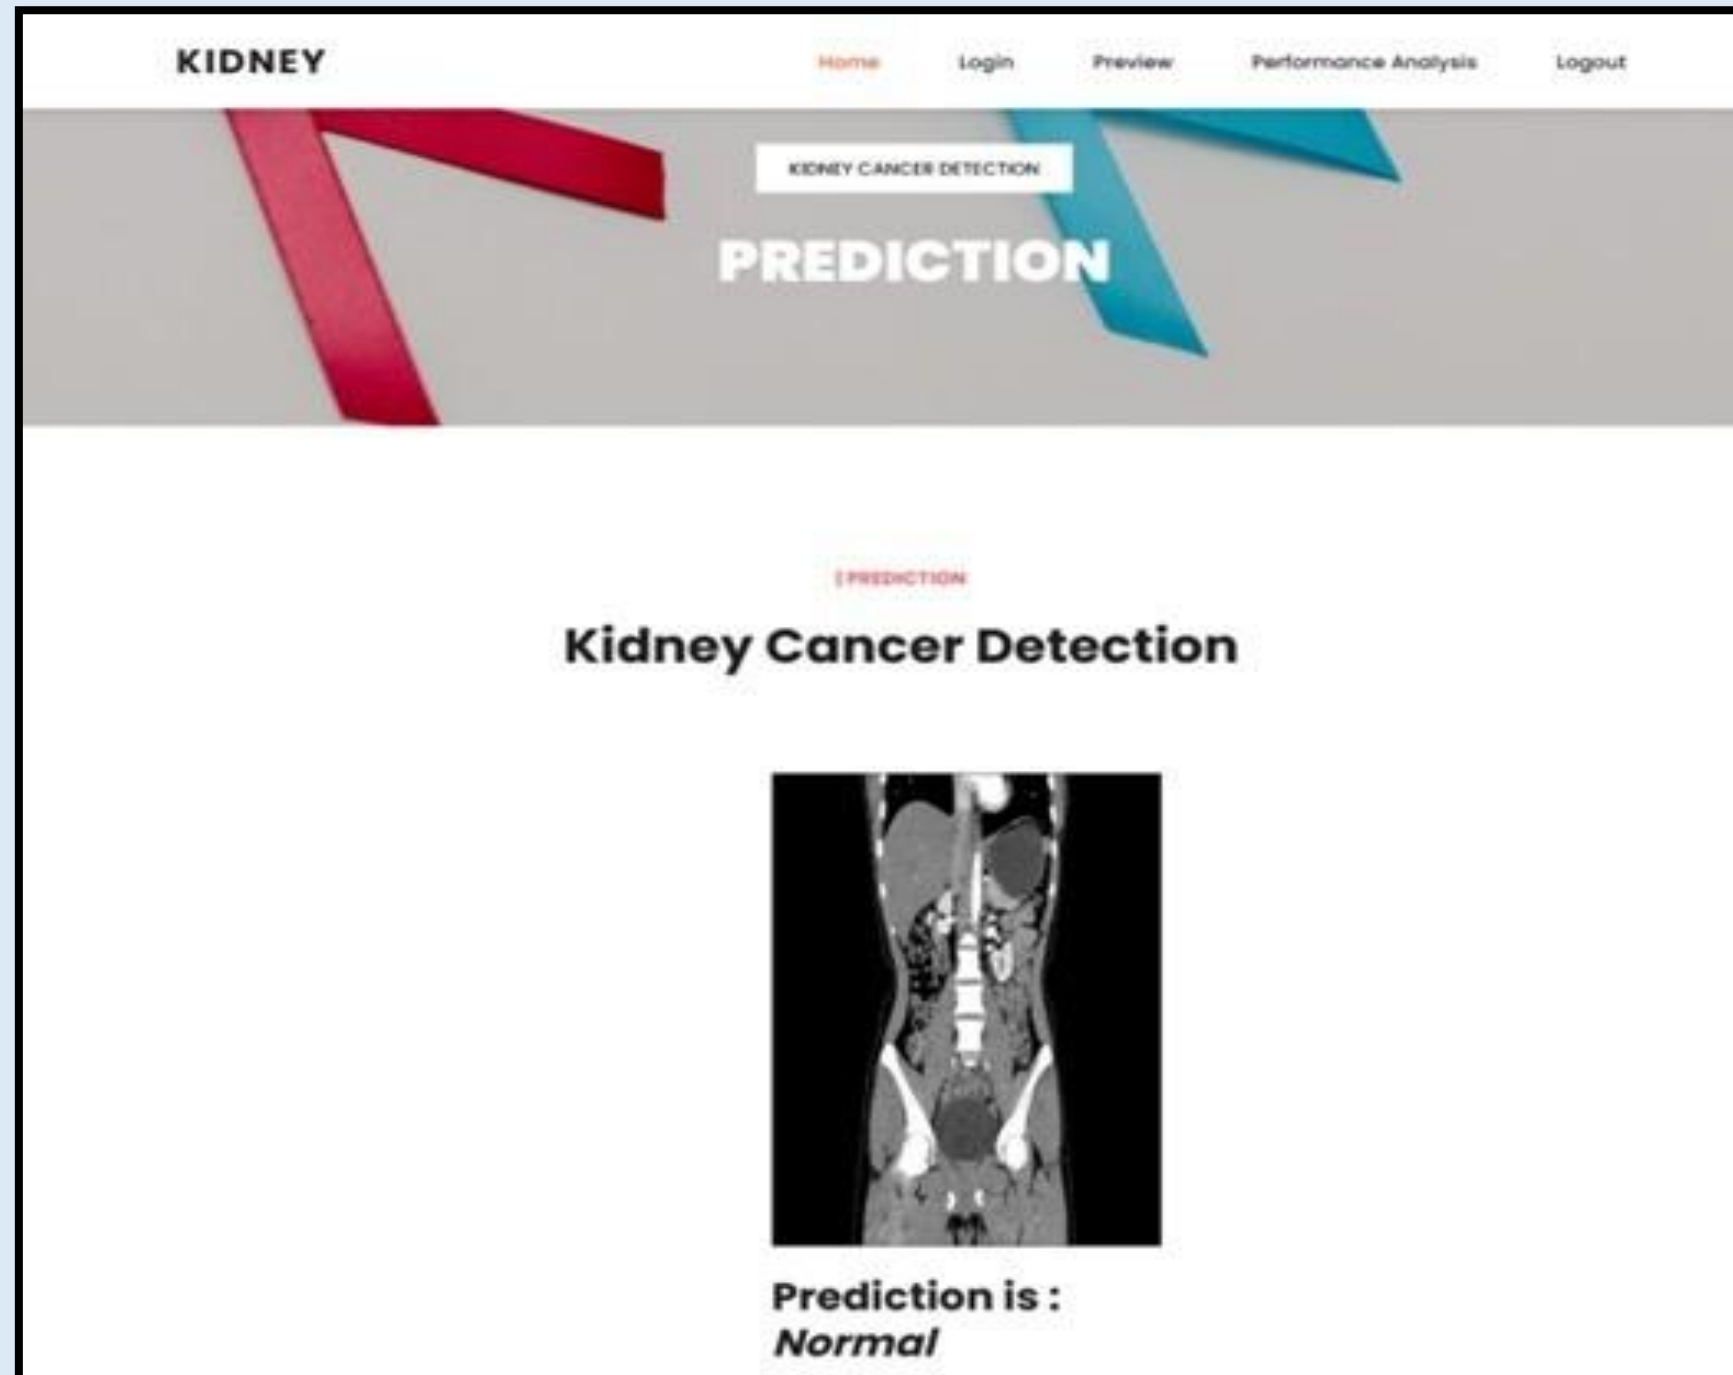 KIDNEY
Home Login Preview Performance Analysis Logout
KIDNEY CANCER DETECTION
PREDICTION
| PREDICTION
Kidney Cancer Detection
Prediction is :
Normal